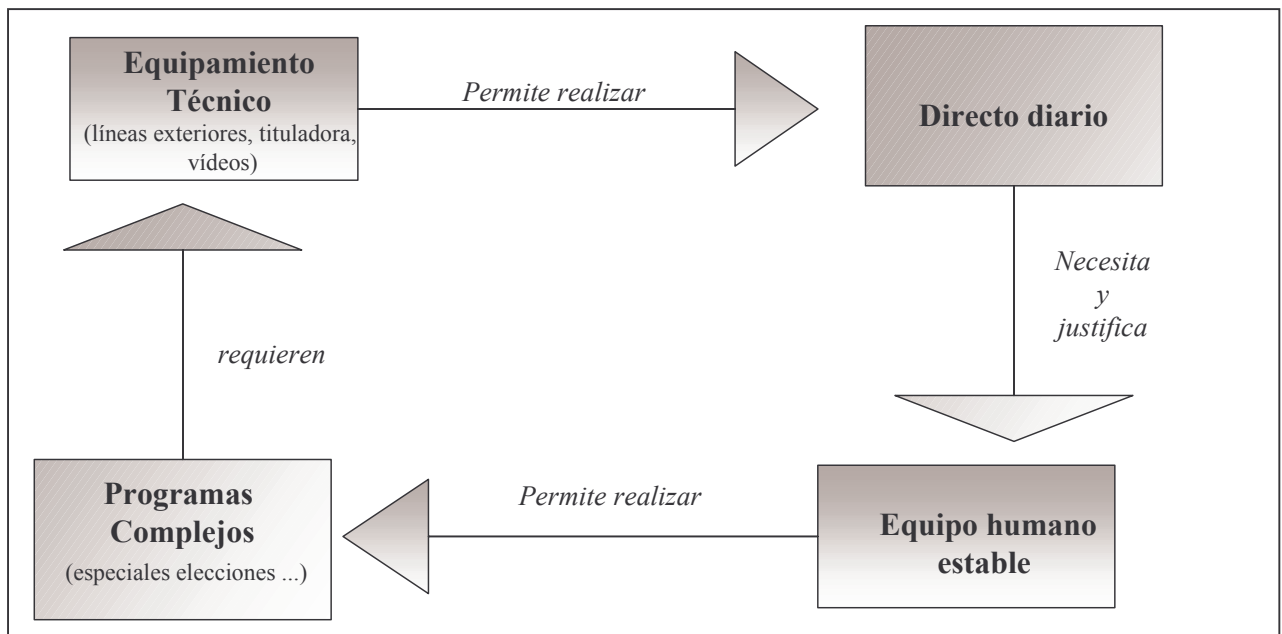 Equipamiento
Técnico
(líneas exteriores, tituladora,
vídeos)
Permite realizar
Directo diario
Necesita
y
justifica
requieren
Programas
Complejos
(especiales elecciones ...)
Permite realizar
Equipo humano
estable